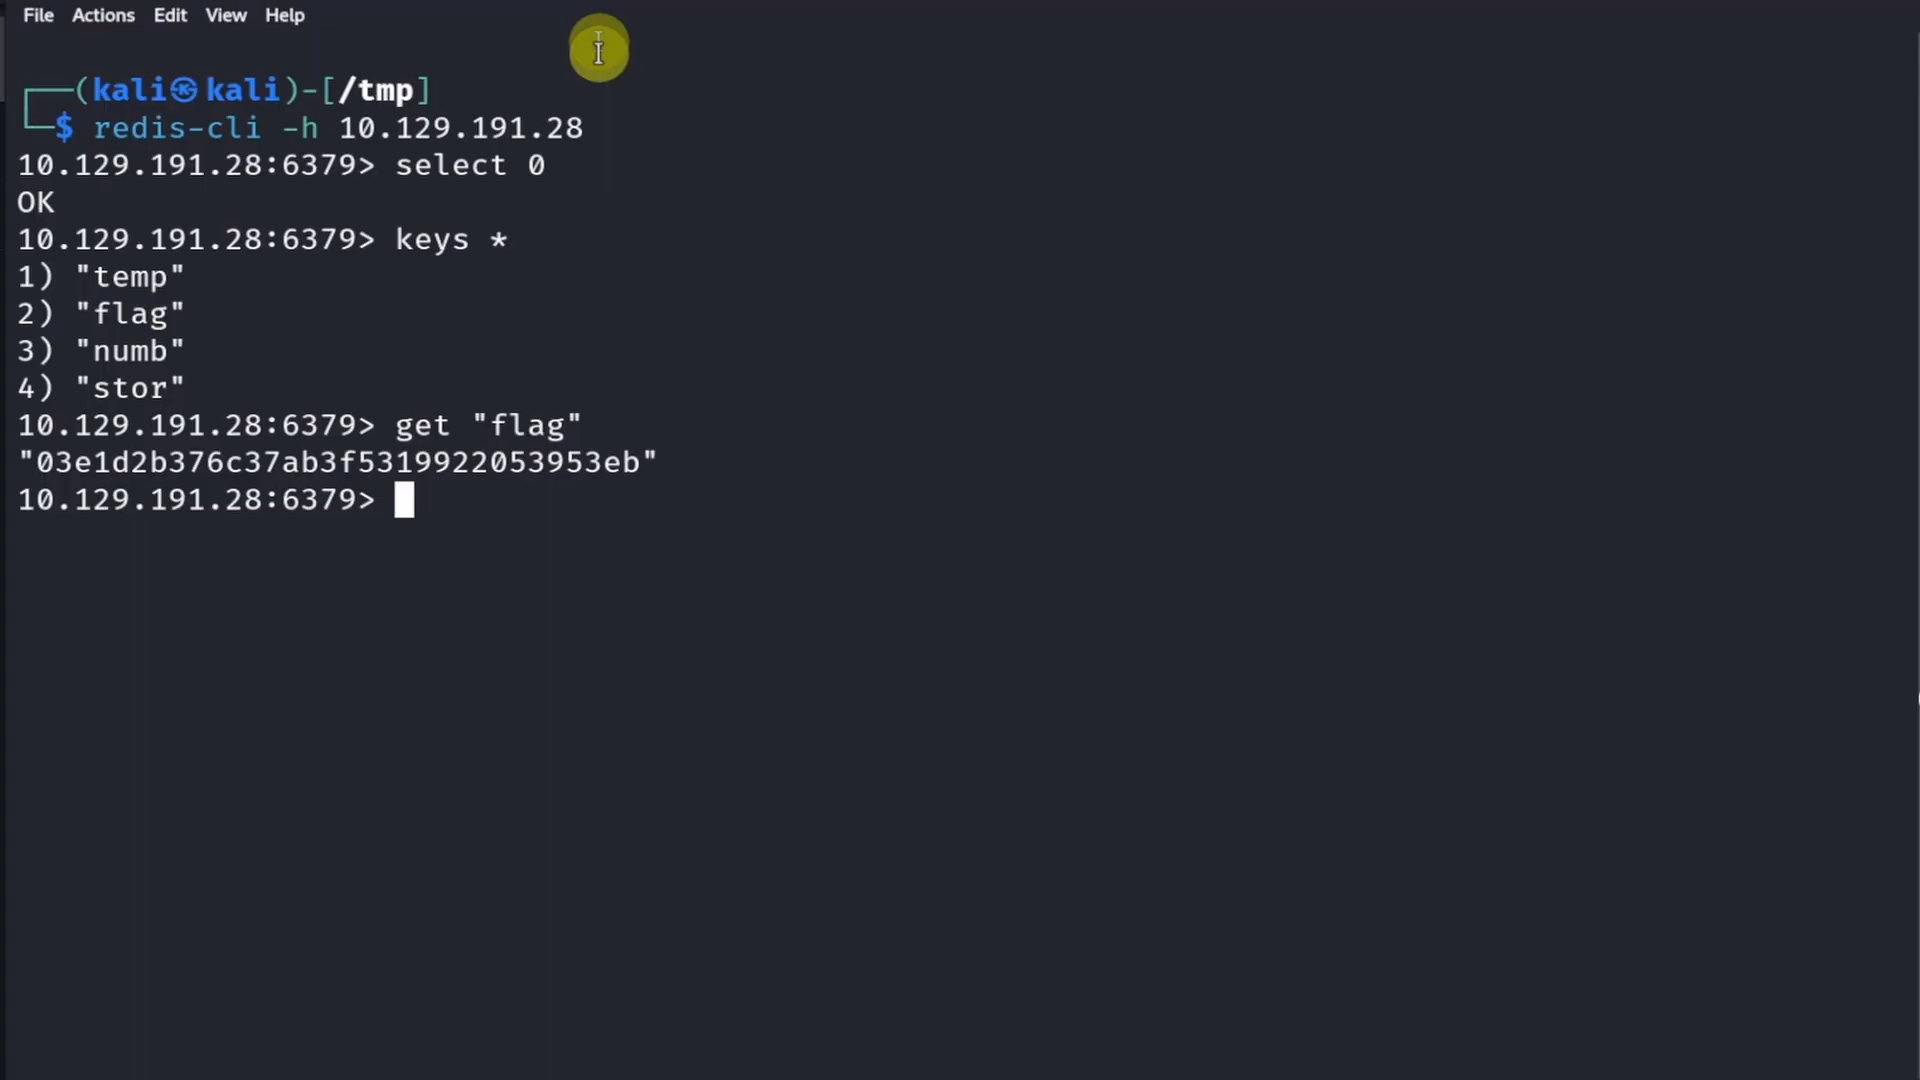 File Actions Edit View Help
┌──(kali㉿kali)-[/tmp]
└─$ redis-cli -h 10.129.191.28
10.129.191.28:6379> select 0
OK
10.129.191.28:6379> keys *
1) "temp"
2) "flag"
3) "numb"
4) "stor"
10.129.191.28:6379> get "flag"
"03e1d2b376c37ab3f5319922053953eb"
10.129.191.28:6379>